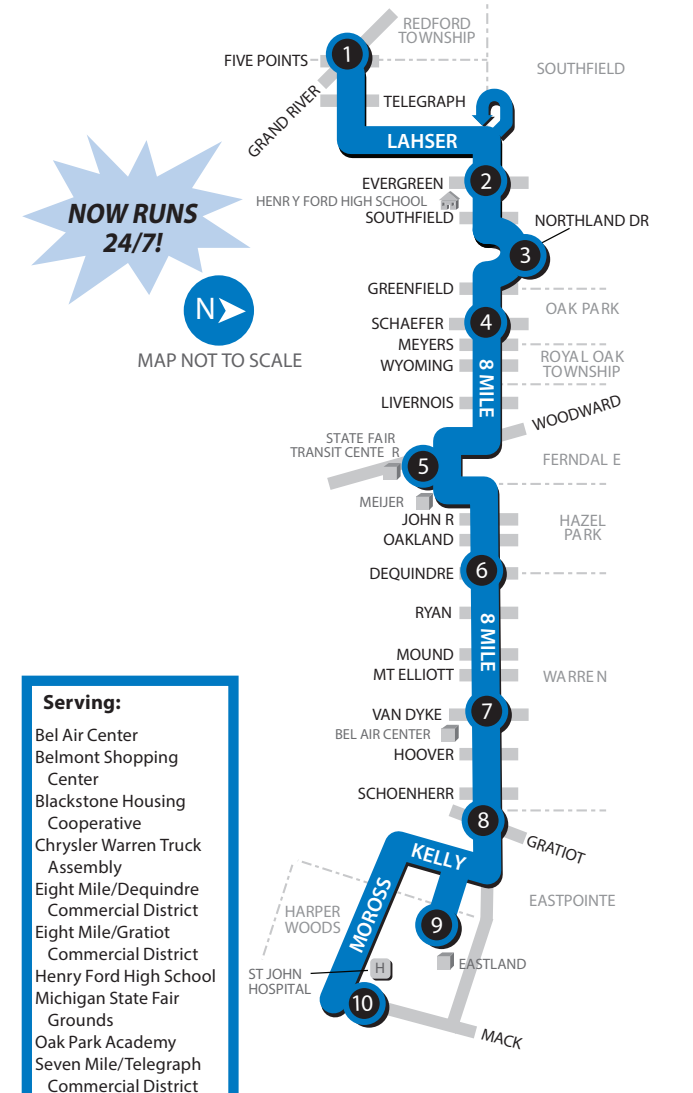 REDFORD
TOWNSHIP
1
FIVE POINTS
SOUTHFIELD
GRAND RIVER
TELEGRAPH
LAHSER
EVERGREEN
2
HENRY FORD HIGH SCHOOL
SOUTHFIELD
NORTHLAND DR
3
NOW RUNS
24/7!
N
MAP NOT TO SCALE
GREENFIELD
OAK PARK
SCHAEFER
4
MEYERS
WYOMING
ROYAL OAK
TOWNSHIP
8 MILE
LIVERNOIS
WOODWARD
STATE FAIR
TRANSIT CENTE R
5
FERNDAL E
MEIJER
JOHN R
OAKLAND
HAZEL
PARK
DEQUINDRE
6
RYAN
8 MILE
MOUND
MT ELLIOTT
WARREN
VAN DYKE
7
BEL AIR CENTER
HOOVER
SCHOENHERR
8
GRATIOT
KELLY
EASTPOINTE
HARPER
WOODS
MOROSS
9
EASTLAND
ST JOHN
HOSPITAL
H
10
MACK
Serving:
Bel Air Center
Belmont Shopping
Center
Blackstone Housing
Cooperative
Chrysler Warren Truck
Assembly
Eight Mile/Dequindre
Commercial District
Eight Mile/Gratiot
Commercial District
Henry Ford High School
Michigan State Fair
Grounds
Oak Park Academy
Seven Mile/Telegraph
Commercial District